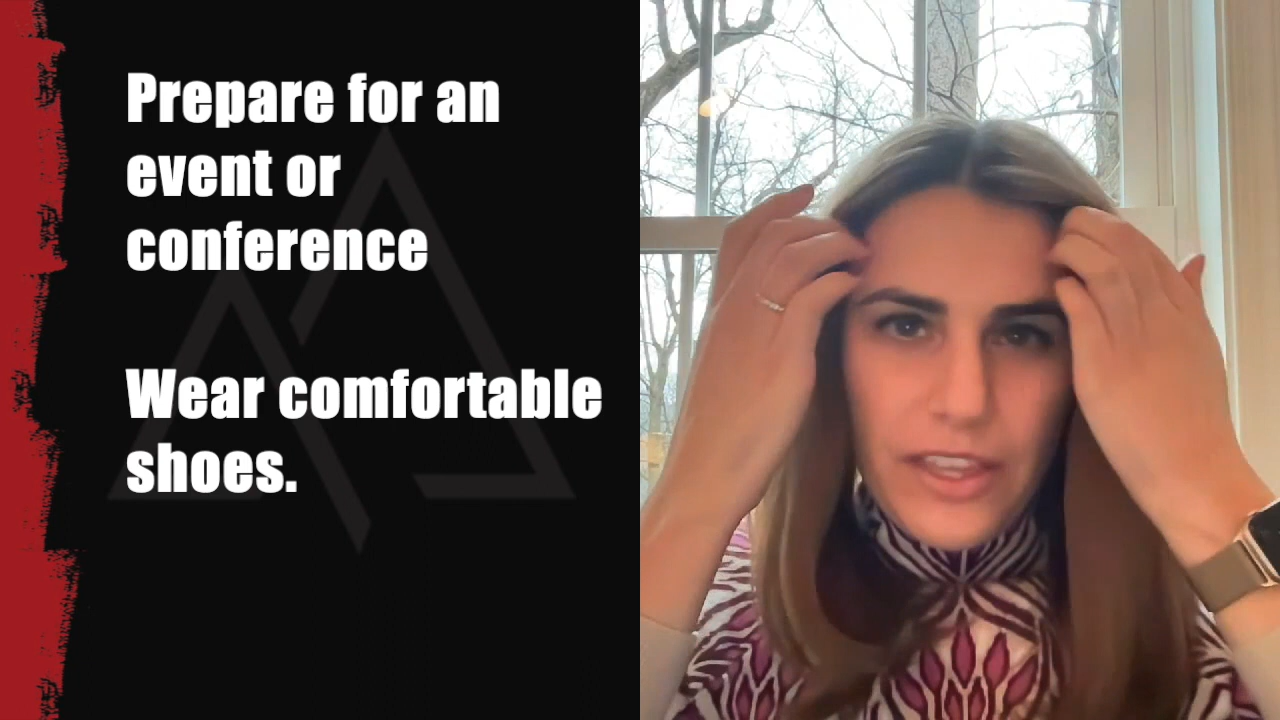 Prepare for an
event or
conference
Wear comfortable
shoes.